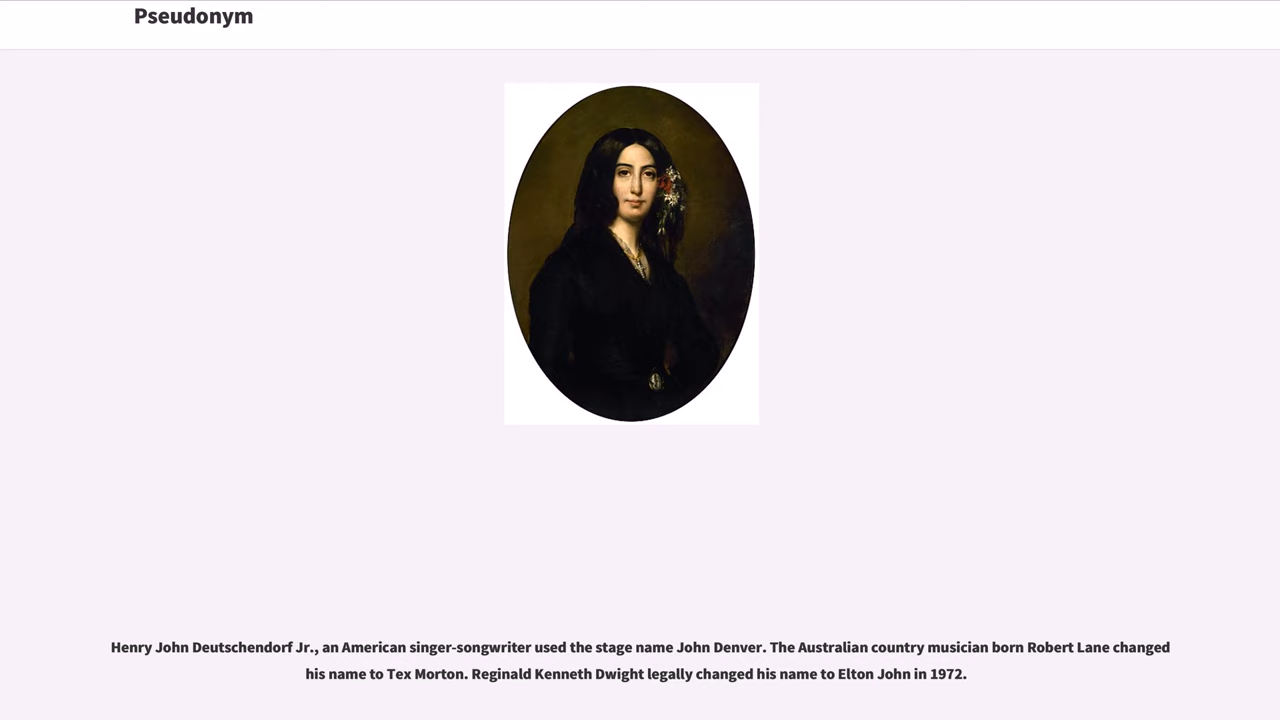 Pseudonym
Henry John Deutschendorf Jr., an American singer-songwriter used the stage name John Denver. The Australian country musician born Robert Lane changed
his name to Tex Morton. Reginald Kenneth Dwight legally changed his name to Elton John in 1972.